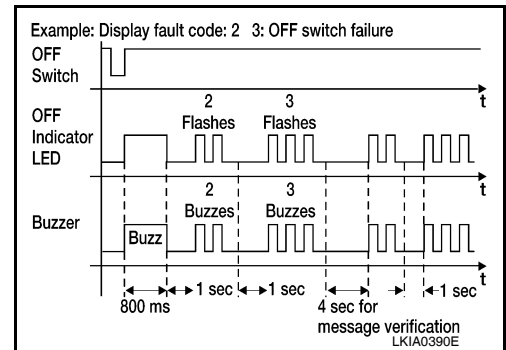 Example: Display fault code: 2 3: OFF switch failure
OFF
Switch
t
2
Flashes
3
Flashes
OFF
Indicator
LED
t
2
Buzzes
3
Buzzes
Buzzer
Buzz
t
1 sec
1 sec
1 sec
800 ms
4 sec for
message verification
LKIA0390E